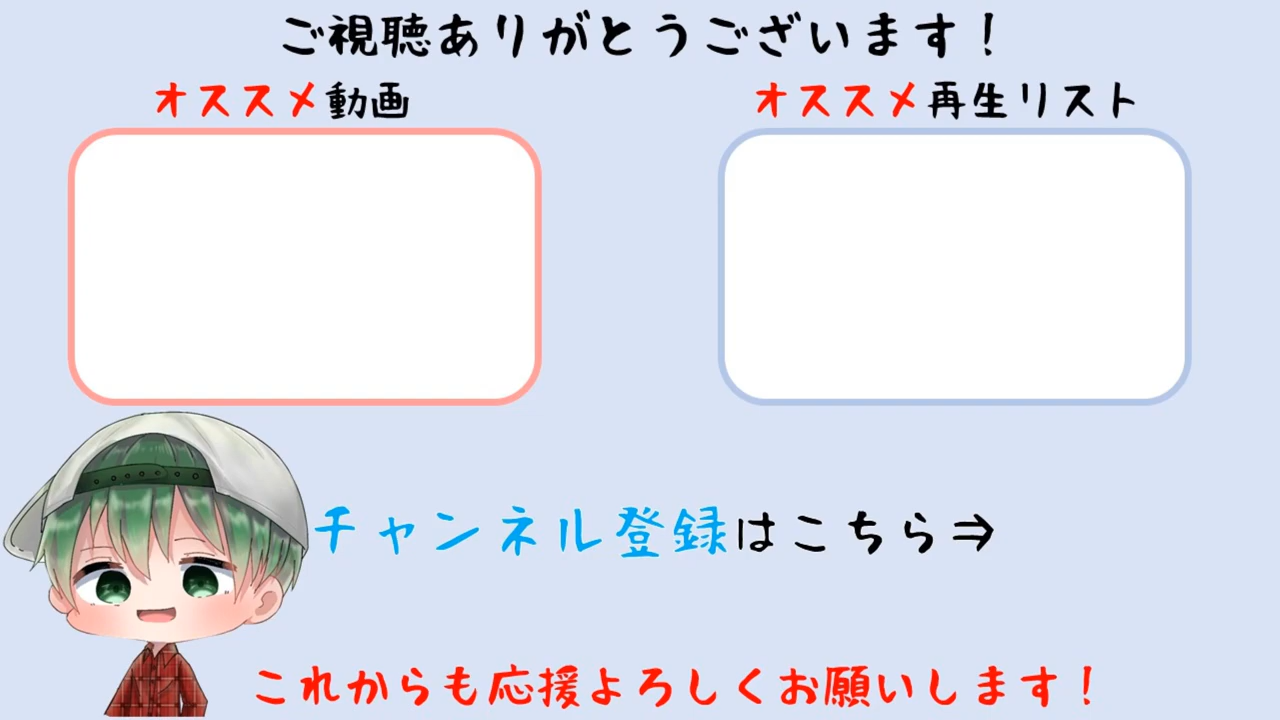 ご視聴ありがとうございます！
オススメ動画
オススメ再生リスト
チャンネル登録はこちら⇒
これからも応援よろしくお願いします！